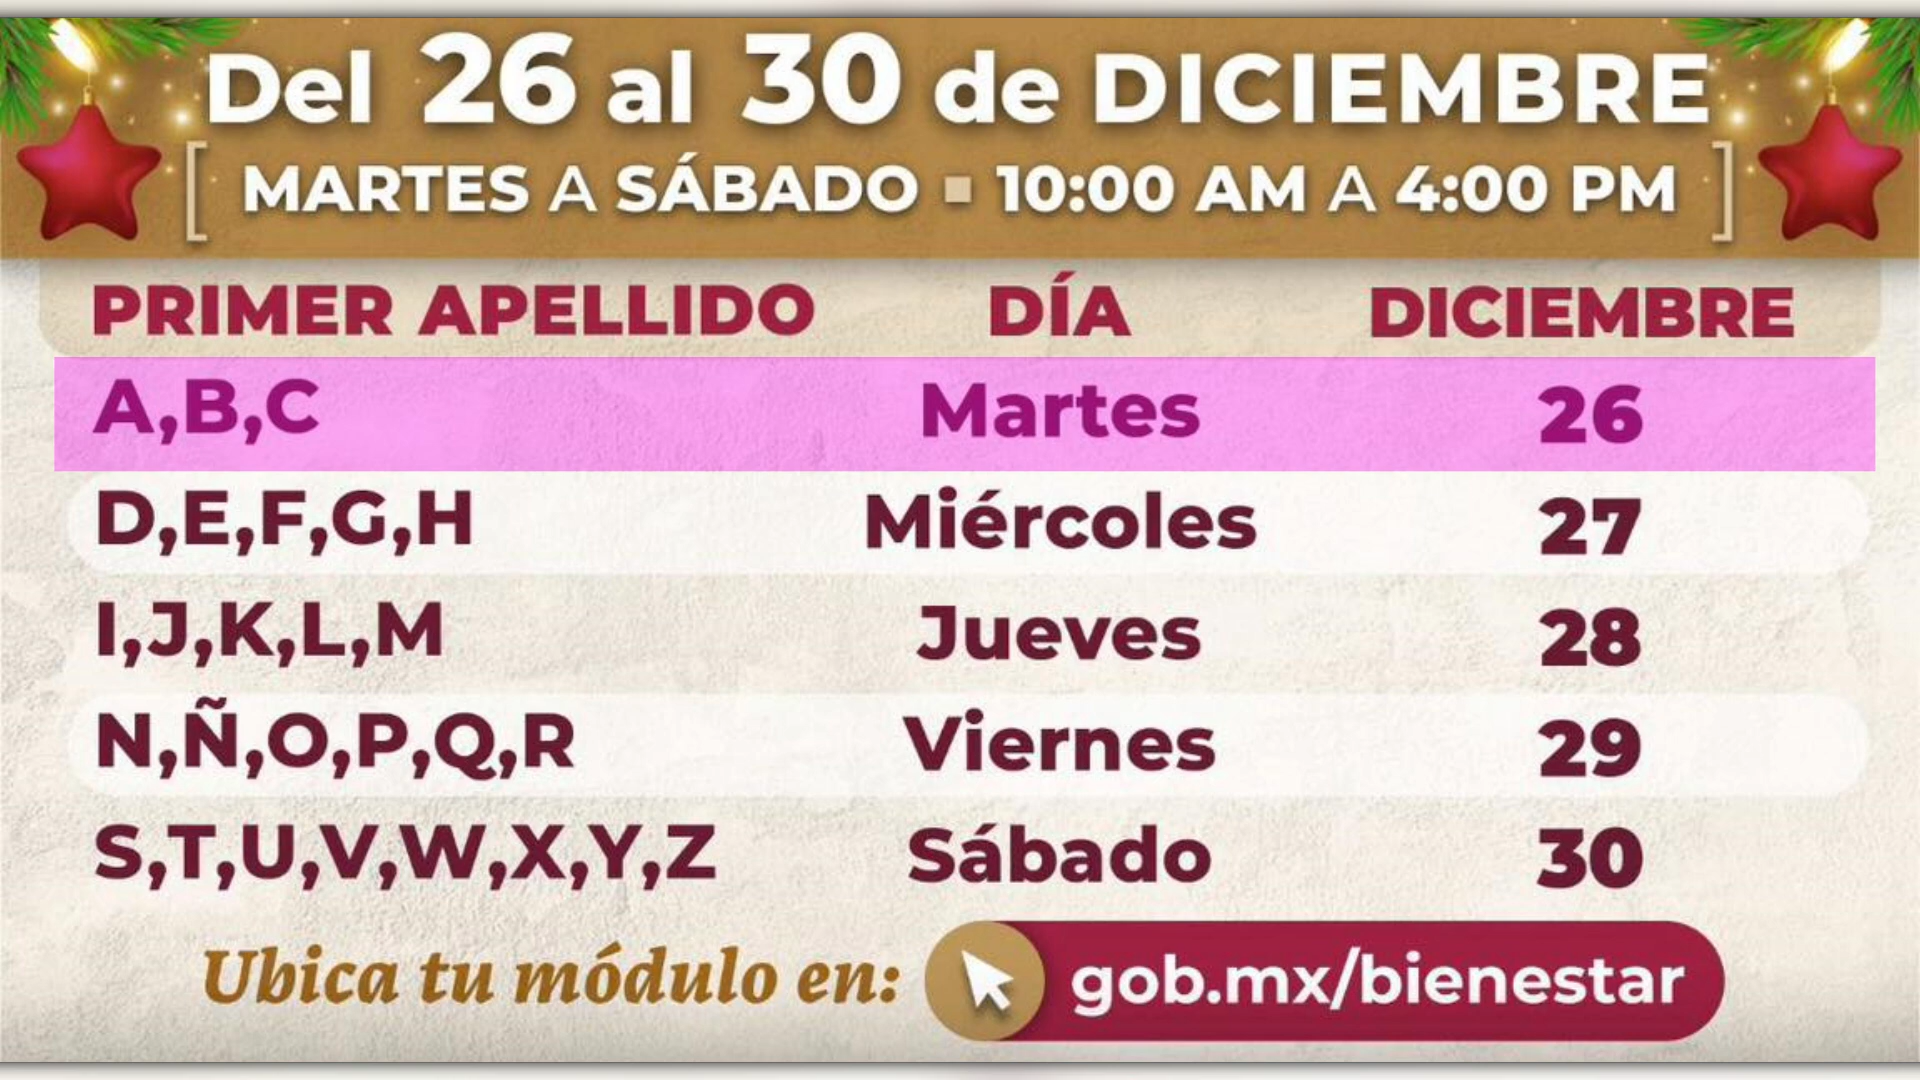 Del 26 al 30 de DICIEMBRE
[ MARTES A SÁBADO ▪ 10:00 AM A 4:00 PM ]
PRIMER APELLIDO DÍA DICIEMBRE
A,B,C Martes 26
D,E,F,G,H Miércoles 27
I,J,K,L,M Jueves 28
N,Ñ,O,P,Q,R Viernes 29
S,T,U,V,W,X,Y,Z Sábado 30
Ubica tu módulo en: gob.mx/bienestar